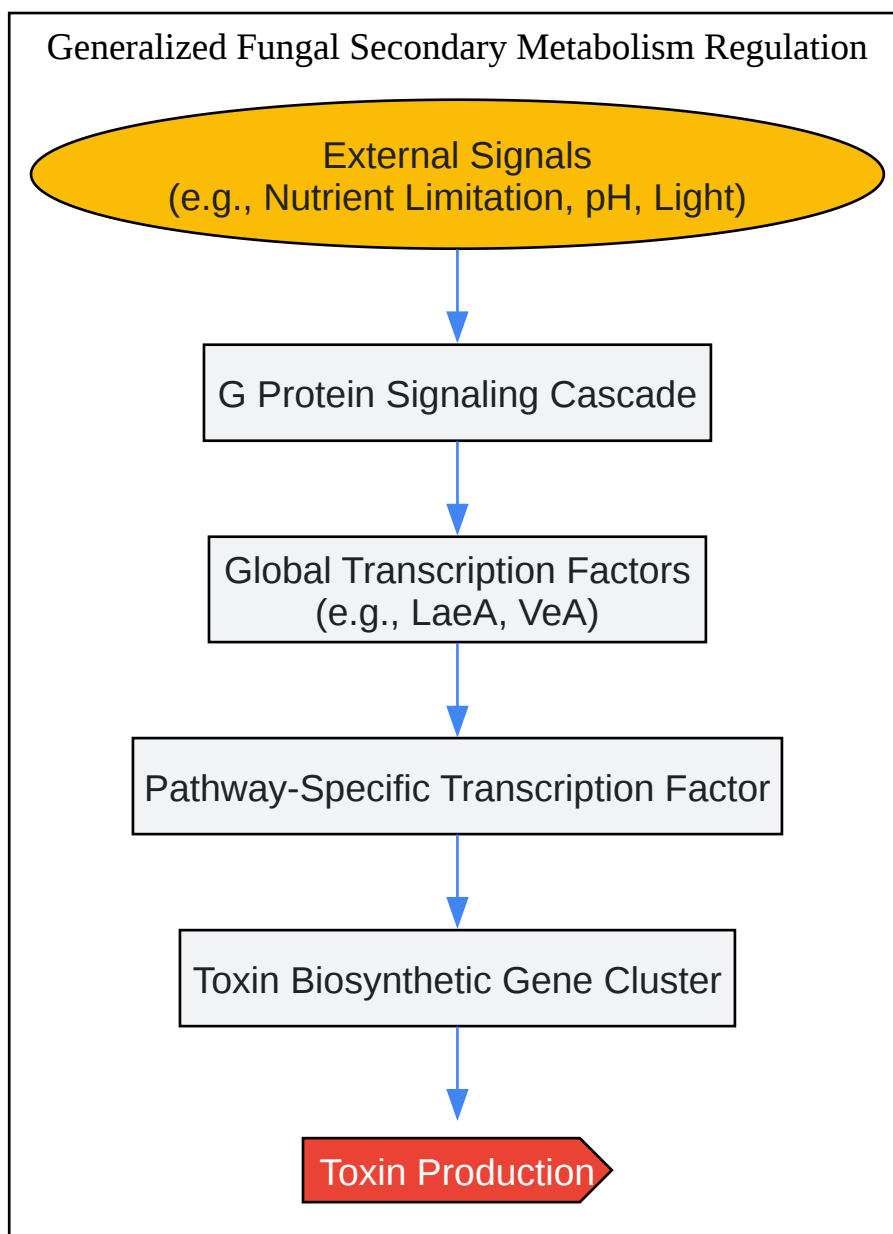 Generalized Fungal Secondary Metabolism Regulation
External Signals
(e.g., Nutrient Limitation, pH, Light)
G Protein Signaling Cascade
Global Transcription Factors
(e.g., LaeA, VeA)
Pathway-Specific Transcription Factor
Toxin Biosynthetic Gene Cluster
Toxin Production